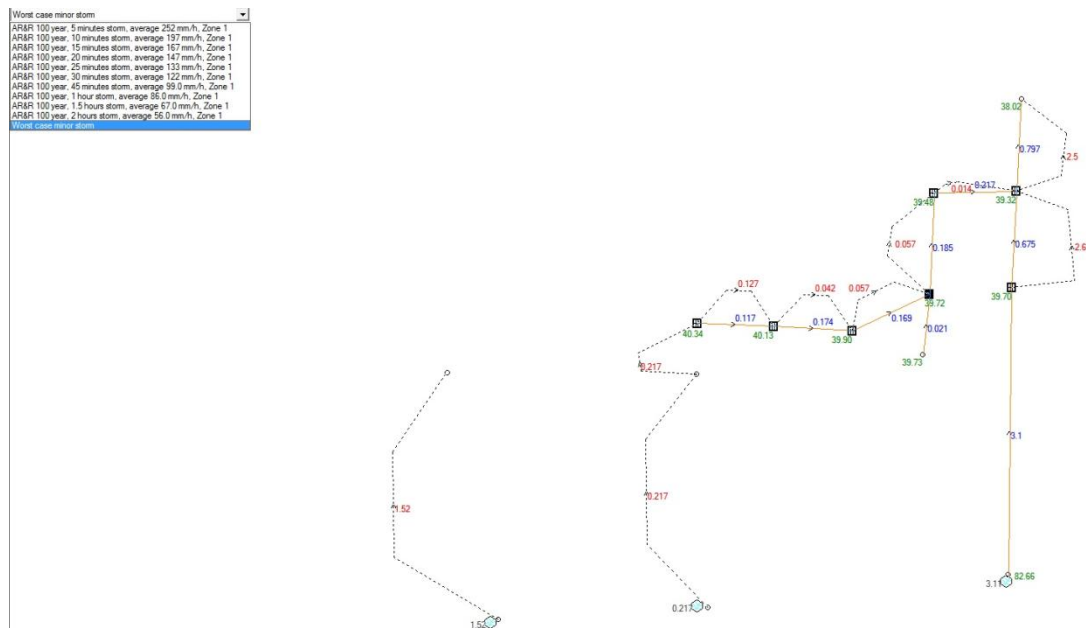 Worst case minor storm
AR&R 100 year, 5 minutes storm, average 252 mm/h, Zone 1
AR&R 100 year, 10 minutes storm, average 197 mm/h, Zone 1
AR&R 100 year, 15 minutes storm, average 167 mm/h, Zone 1
AR&R 100 year, 20 minutes storm, average 147 mm/h, Zone 1
AR&R 100 year, 25 minutes storm, average 133 mm/h, Zone 1
AR&R 100 year, 30 minutes storm, average 122 mm/h, Zone 1
AR&R 100 year, 45 minutes storm, average 99.0 mm/h, Zone 1
AR&R 100 year, 1 hour storm, average 86.0 mm/h, Zone 1
AR&R 100 year, 1.5 hours storm, average 67.0 mm/h, Zone 1
AR&R 100 year, 2 hours storm, average 56.0 mm/h, Zone 1
Worst case minor storm
38.02
0.797
2.5
0.217
0.014
39.48
39.32
0.057
0.185
0.675
2.6
0.127
0.042
0.057
39.72
39.70
0.117
0.174
0.169
0.021
40.34
40.13
39.90
39.73
0.217
3.1
0.217
1.52
82.66
3.11
0.217
1.52